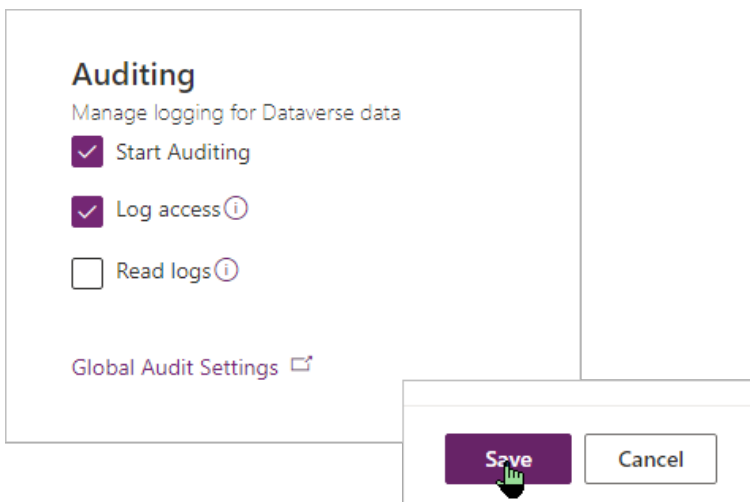 Auditing
Manage logging for Dataverse data
Start Auditing
Log access
Read logs
Global Audit Settings
Save Cancel